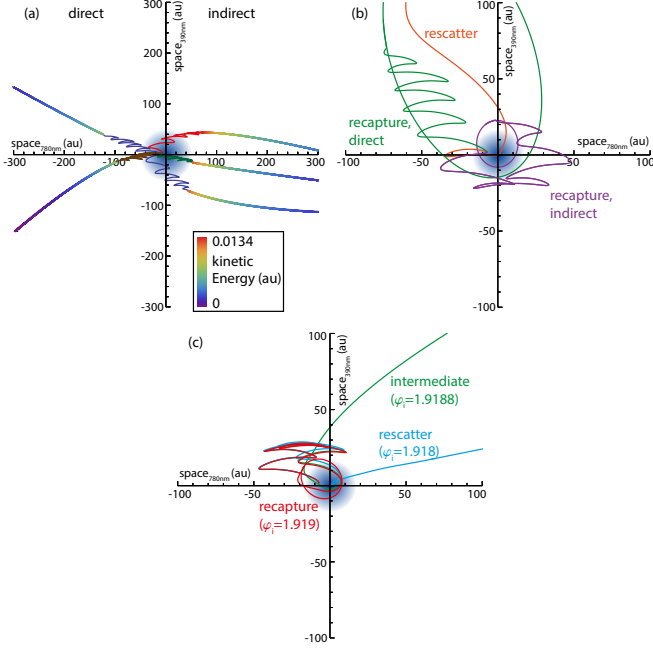 (a) direct indirect
300
200
100
-100
-200
-300
space390nm (au)
space780nm (au)
-300 -200 -100 100 200 300
0.0134
kinetic
Energy (au)
0
(b)
100
50
-50
-100
space390nm (au)
rescatter
recapture,
direct
space780nm (au)
-100 -50 50 100
recapture,
indirect
(c)
100
50
-50
-100
space390nm (au)
intermediate
(φi=1.9188)
rescatter
(φi=1.918)
space780nm (au)
-100 -50 50 100
recapture
(φi=1.919)